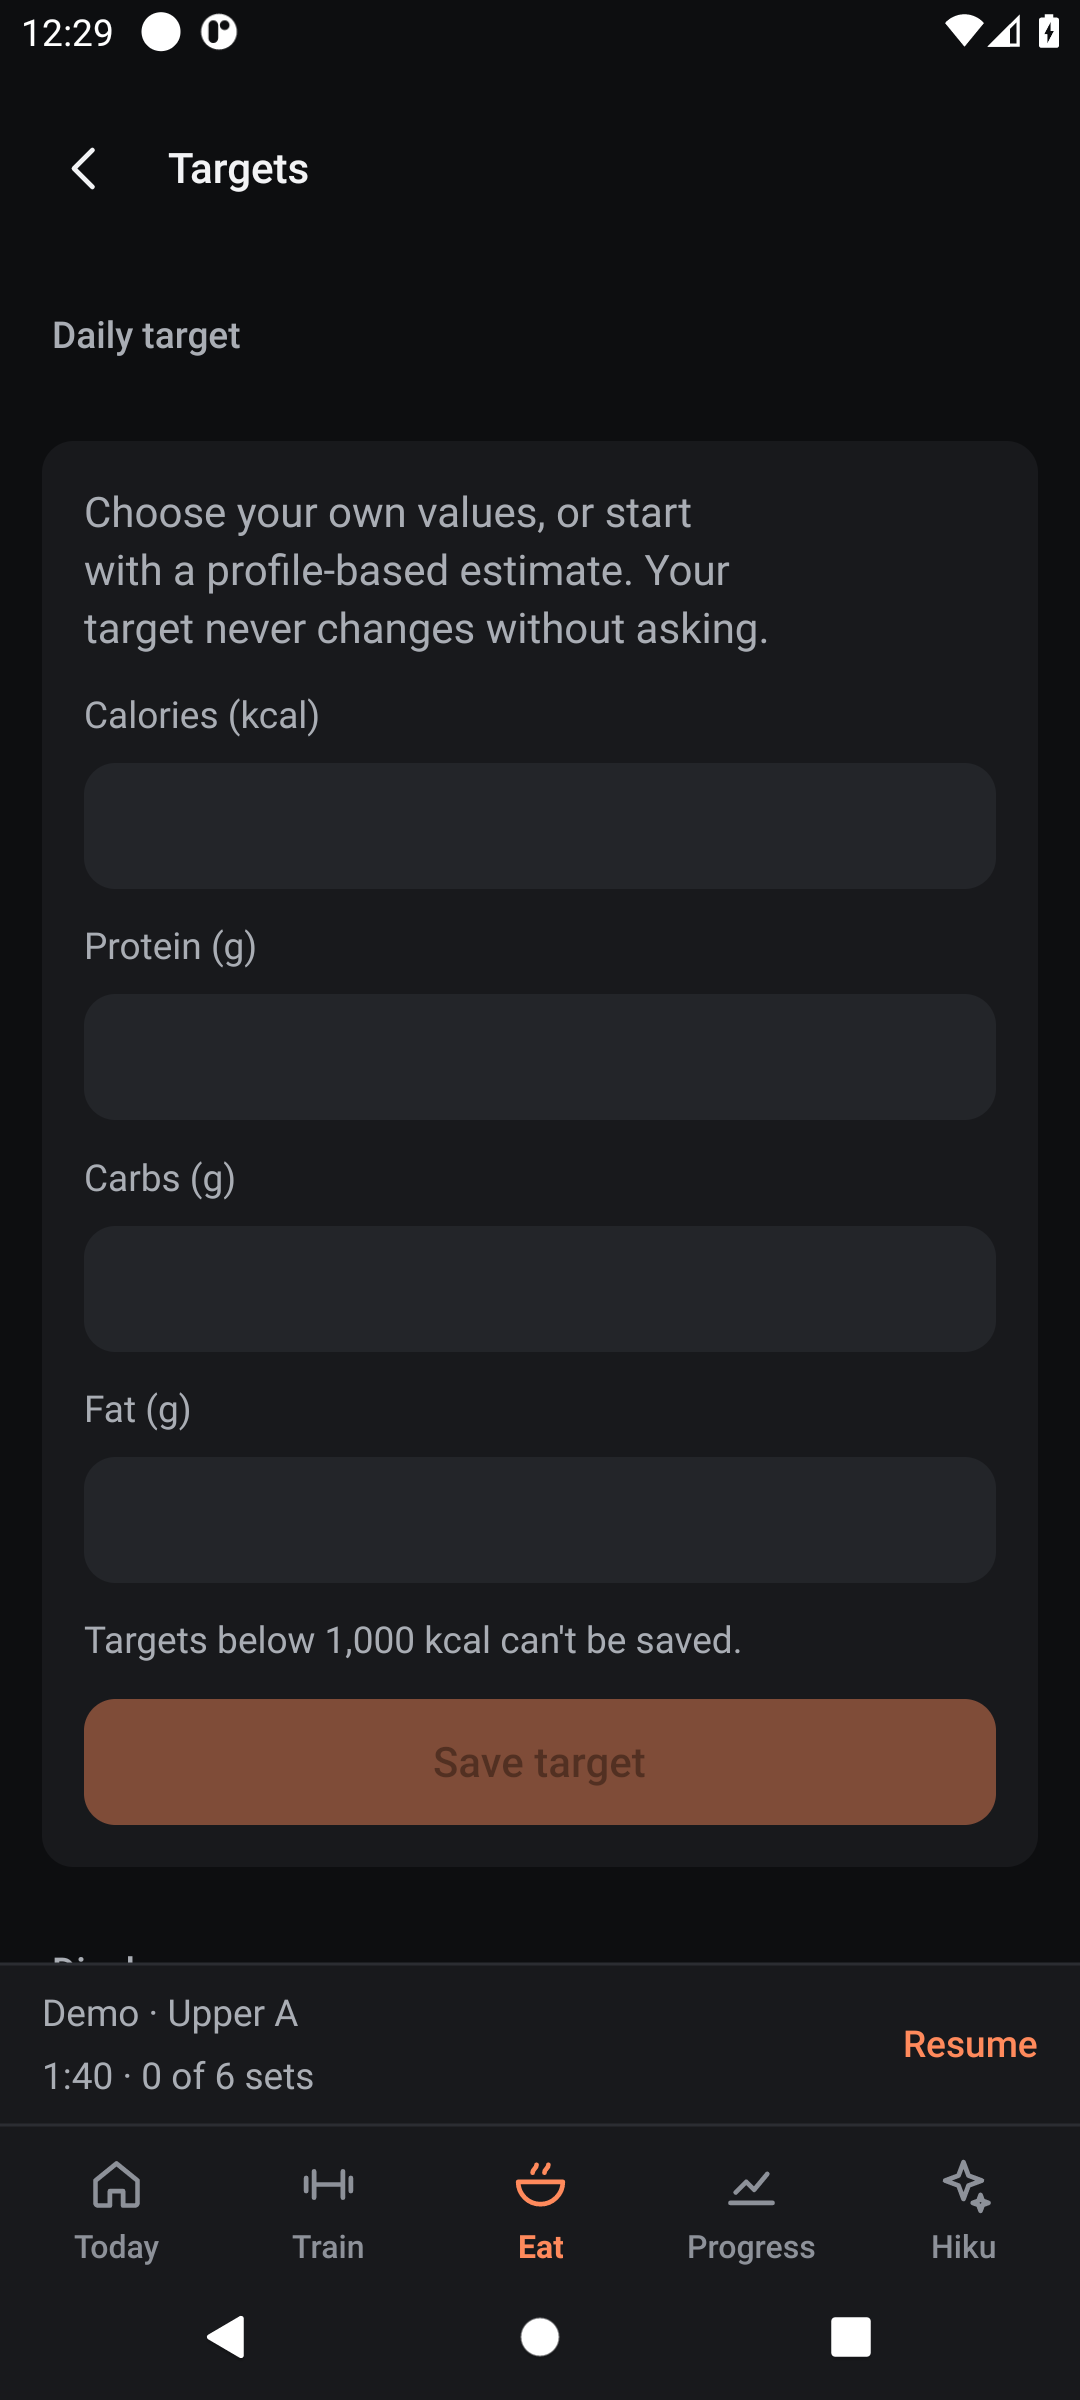 12:29
Targets
Daily target
Choose your own values, or start
with a profile-based estimate. Your
target never changes without asking.
Calories (kcal)
Protein (g)
Carbs (g)
Fat (g)
Targets below 1,000 kcal can't be saved.
Save target
Demo · Upper A
1:40 · 0 of 6 sets
Resume
Today
Train
Eat
Progress
Hiku